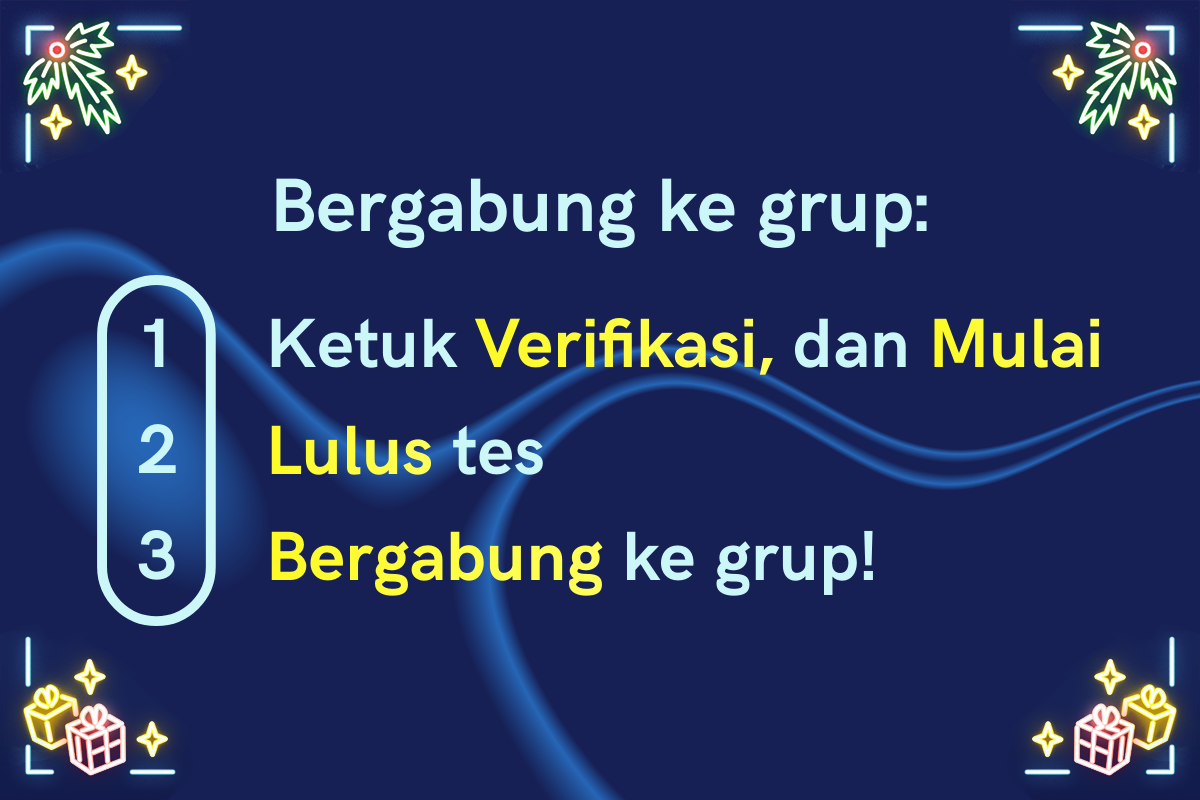 Bergabung ke grup:
1 Ketuk Verifikasi, dan Mulai
2 Lulus tes
3 Bergabung ke grup!